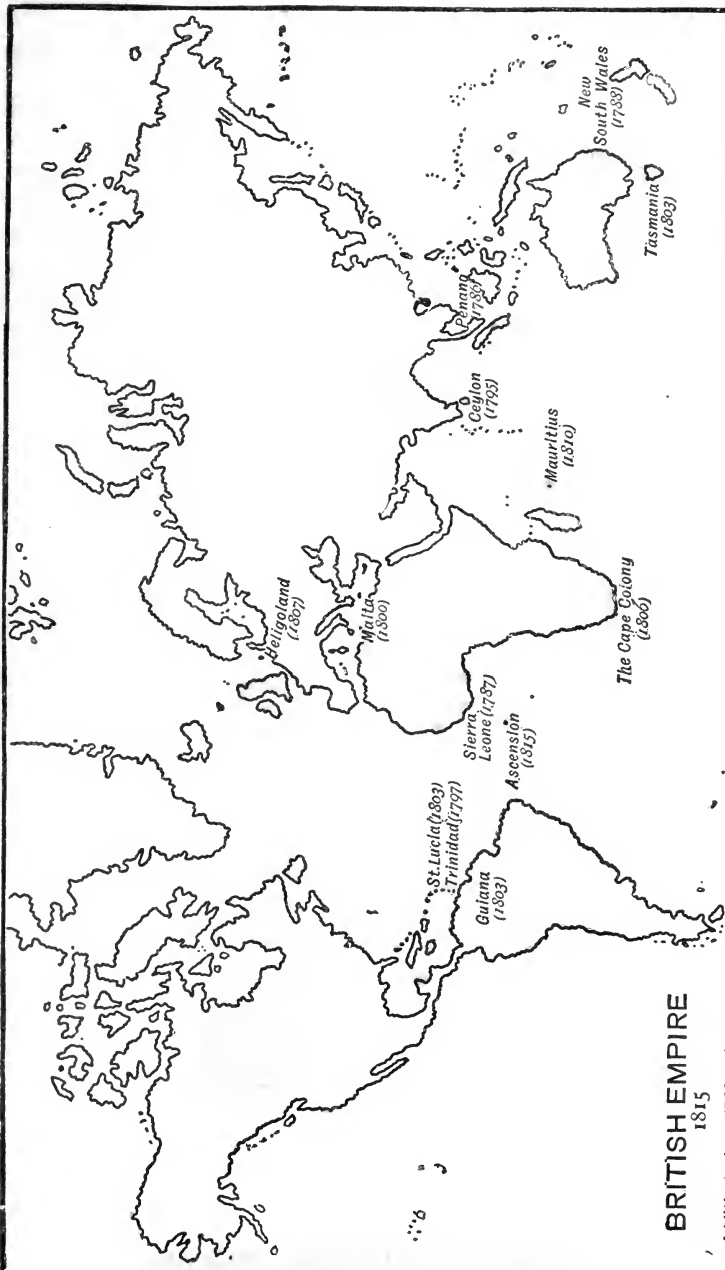 BRITISH EMPIRE
1815
Heligoland
(1807)
Malta
(1800)
St. Lucia (1803)
Trinidad (1797)
Guiana
(1803)
Sierra
Leone (1787)
Ascension
(1815)
The Cape Colony
(1806)
Mauritius
(1810)
Ceylon
(1795)
Penang
(1786)
New
South Wales
(1788)
Tasmania
(1803)